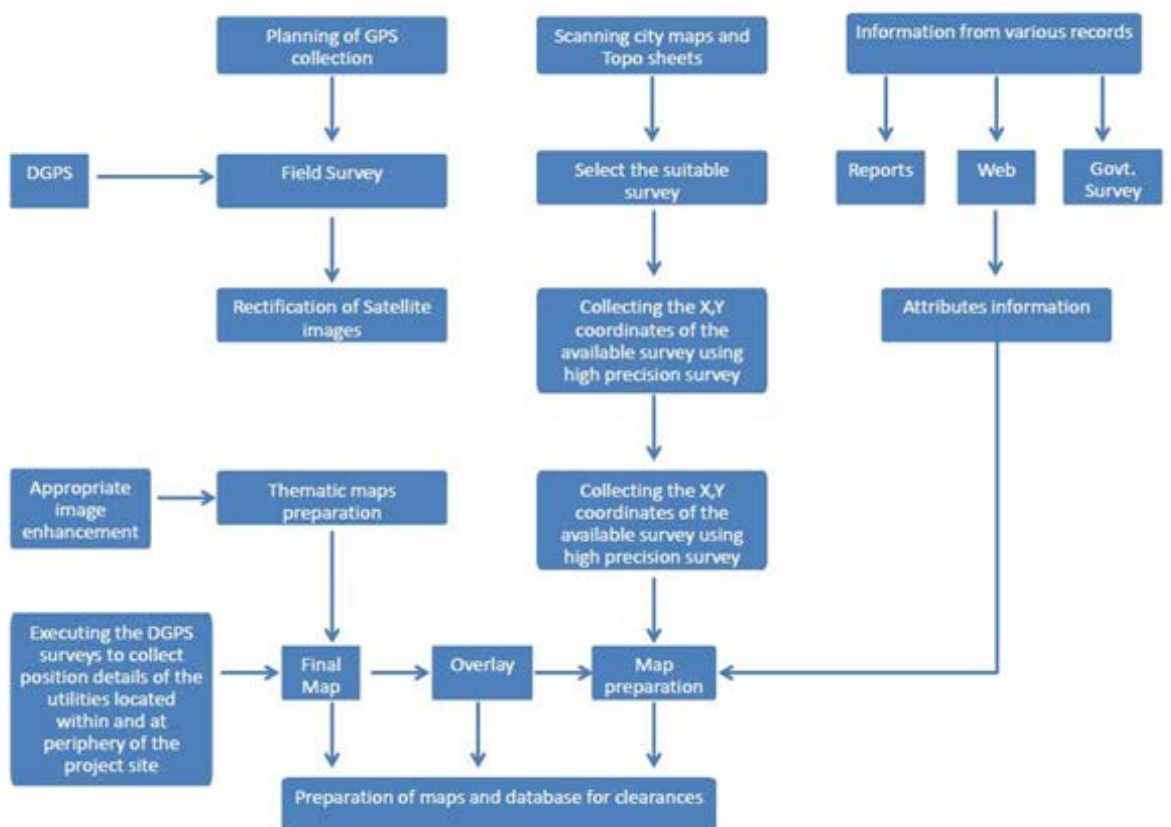 Planning of GPS
collection
Scanning city maps and
Topo sheets
Information from various records
DGPS
Field Survey
Select the suitable
survey
Reports
Web
Govt.
Survey
Rectification of Satellite
images
Collecting the X,Y
coordinates of the
available survey using
high precision survey
Attributes information
Appropriate
image
enhancement
Thematic maps
preparation
Collecting the X,Y
coordinates of the
available survey using
high precision survey
Executing the DGPS
surveys to collect
position details of the
utilities located
within and at
periphery of the
project site
Final
Map
Overlay
Map
preparation
Preparation of maps and database for clearances